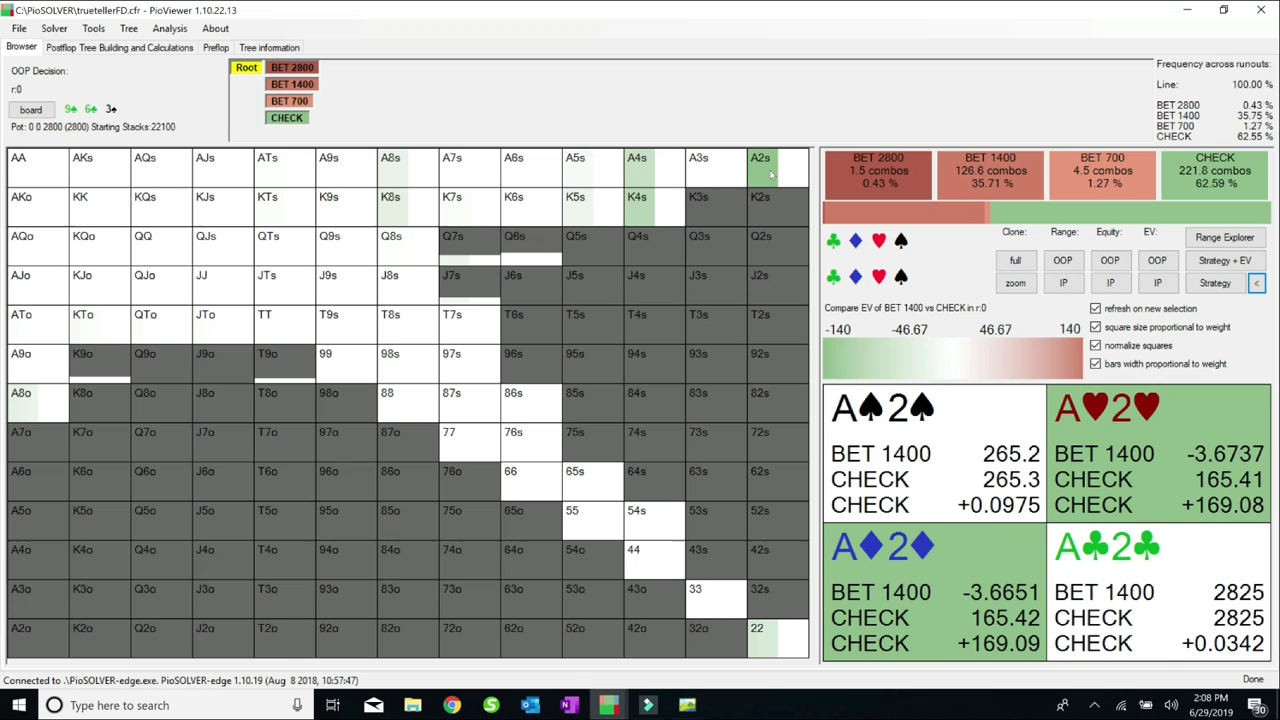 C:\PioSOLVER\truetellerFD.cfr - PioViewer 1.10.22.13
File Solver Tools Tree Analysis About
Browser Postflop Tree Building and Calculations Preflop Tree information
OOP Decision:
r:0
board 9♣ 6♣ 3♠
Pot: 0 0 2800 (2800) Starting Stacks:22100
Root BET 2800
BET 1400
BET 700
CHECK
Frequency across runouts:
Line: 100.00 %
BET 2800 0.43 %
BET 1400 35.75 %
BET 700 1.27 %
CHECK 62.55 %
AA AKs AQs AJs ATs A9s A8s A7s A6s A5s A4s A3s A2s
AKo KK KQs KJs KTs K9s K8s K7s K6s K5s K4s K3s K2s
AQo KQo QQ QJs QTs Q9s Q8s Q7s Q6s Q5s Q4s Q3s Q2s
AJo KJo QJo JJ JTs J9s J8s J7s J6s J5s J4s J3s J2s
ATo KTo QTo JTo TT T9s T8s T7s T6s T5s T4s T3s T2s
A9o K9o Q9o J9o T9o 99 98s 97s 96s 95s 94s 93s 92s
A8o K8o Q8o J8o T8o 98o 88 87s 86s 85s 84s 83s 82s
A7o K7o Q7o J7o T7o 97o 87o 77 76s 75s 74s 73s 72s
A6o K6o Q6o J6o T6o 96o 86o 76o 66 65s 64s 63s 62s
A5o K5o Q5o J5o T5o 95o 85o 75o 65o 55 54s 53s 52s
A4o K4o Q4o J4o T4o 94o 84o 74o 64o 54o 44 43s 42s
A3o K3o Q3o J3o T3o 93o 83o 73o 63o 53o 43o 33 32s
A2o K2o Q2o J2o T2o 92o 82o 72o 62o 52o 42o 32o 22
BET 2800 BET 1400 BET 700 CHECK
1.5 combos 126.6 combos 4.5 combos 221.8 combos
0.43 % 35.71 % 1.27 % 62.59 %
Clone: Range: Equity: EV: Range Explorer
full OOP OOP OOP Strategy + EV
zoom IP IP IP Strategy <
Compare EV of BET 1400 vs CHECK in r:0
-140 -46.67 46.67 140
refresh on new selection
square size proportional to weight
nomalize squares
bars width proportional to weight
A♠2♠
BET 1400 265.2
CHECK 265.3
CHECK +0.0975
A♥2♥
BET 1400 -3.6737
CHECK 165.41
CHECK +169.08
A♦2♦
BET 1400 -3.6651
CHECK 165.42
CHECK +169.09
A♣2♣
BET 1400 2825
CHECK 2825
CHECK +0.0342
Connected to .\PioSOLVER-edge.exe. PioSOLVER-edge 1.10.19 (Aug 8 2018, 10:57:47) Done
Type here to search
2:08 PM
6/29/2019
30